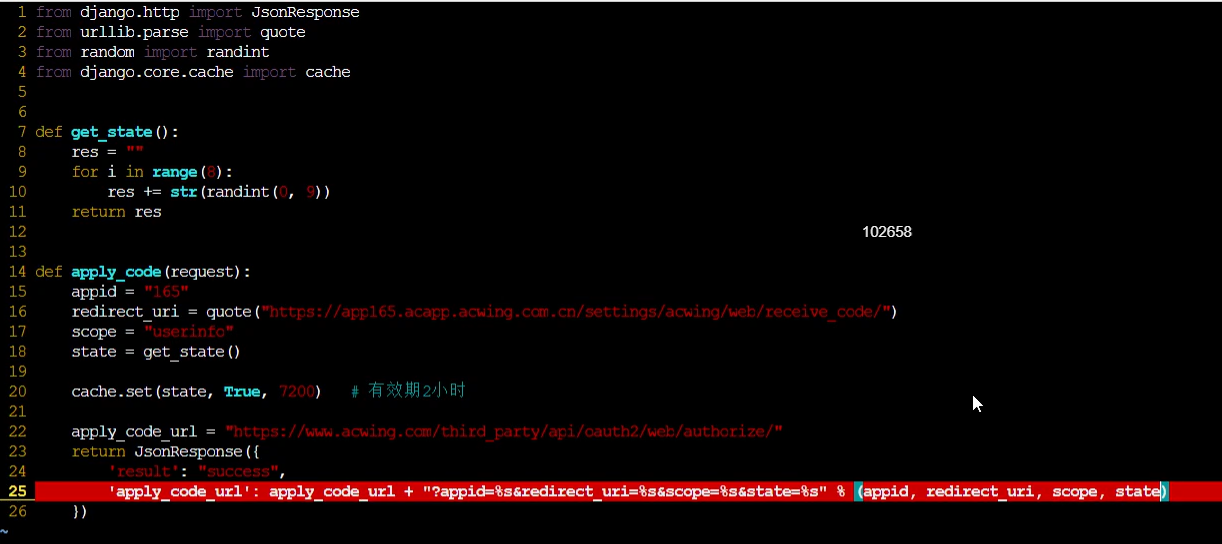 1 from django.http import JsonResponse
2 from urllib.parse import quote
3 from random import randint
4 from django.core.cache import cache
5
6
7 def get_state():
8     res = ""
9     for i in range(8):
10         res += str(randint(0, 9))
11     return res
12
102658
13
14 def apply_code(request):
15     appid = "165"
16     redirect_uri = quote("https://app165.acapp.acwing.com.cn/settings/acwing/web/receive_code/")
17     scope = "userinfo"
18     state = get_state()
19
20     cache.set(state, True, 7200)   # 有效期2小时
21
22     apply_code_url = "https://www.acwing.com/third_party/api/oauth2/web/authorize/"
23     return JsonResponse({
24         'result': "success",
25         'apply_code_url': apply_code_url + "?appid=%s&redirect_uri=%s&scope=%s&state=%s" % (appid, redirect_uri, scope, state)
26     })
~